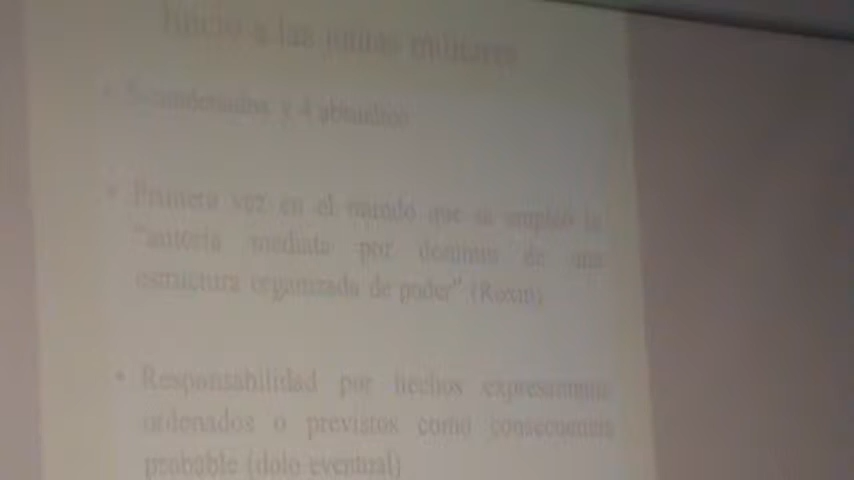 Juicio a las juntas militares
y 4 absueltos
• Primera vez en el mundo que se empleó la
"autoría mediata por dominio de una
estructura organizada de poder" (Roxin)
• Responsabilidad por hechos expresamente
ordenados o previstos como consecuencia
probable (dolo eventual)